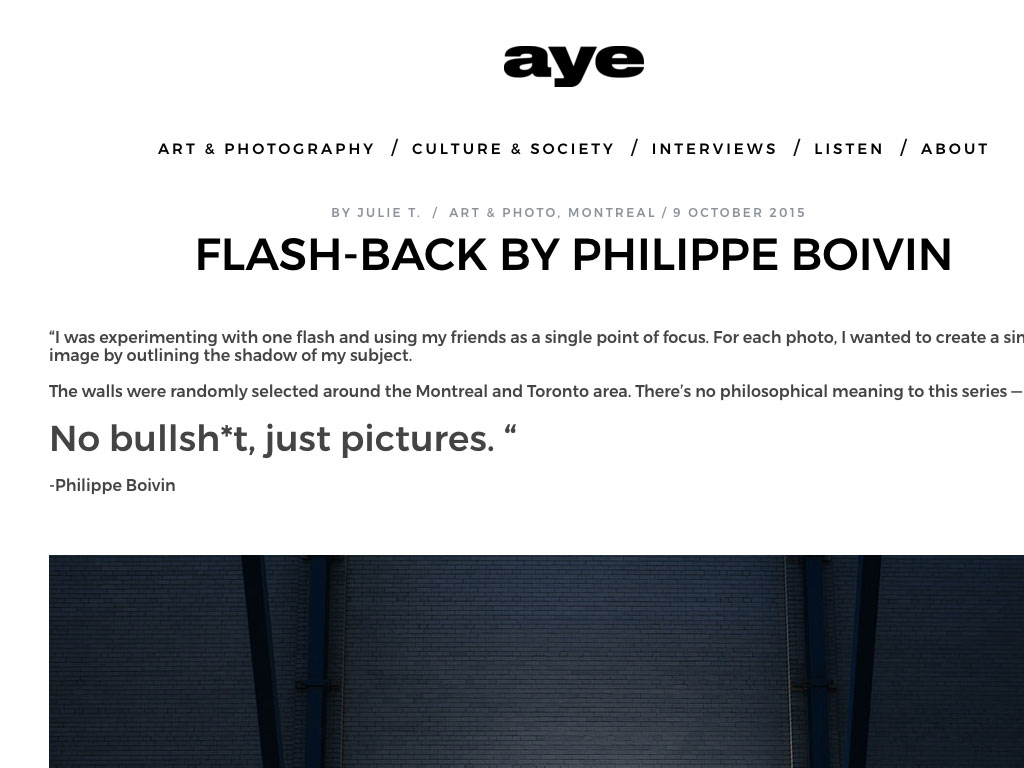 aye
ART & PHOTOGRAPHY / CULTURE & SOCIETY / INTERVIEWS / LISTEN / ABOUT
BY JULIE T. / ART & PHOTO, MONTREAL / 9 OCTOBER 2015
FLASH-BACK BY PHILIPPE BOIVIN
“I was experimenting with one flash and using my friends as a single point of focus. For each photo, I wanted to create a
image by outlining the shadow of my subject.
The walls were randomly selected around the Montreal and Toronto area. There’s no philosophical meaning to this series —
No bullsh*t, just pictures. “
-Philippe Boivin